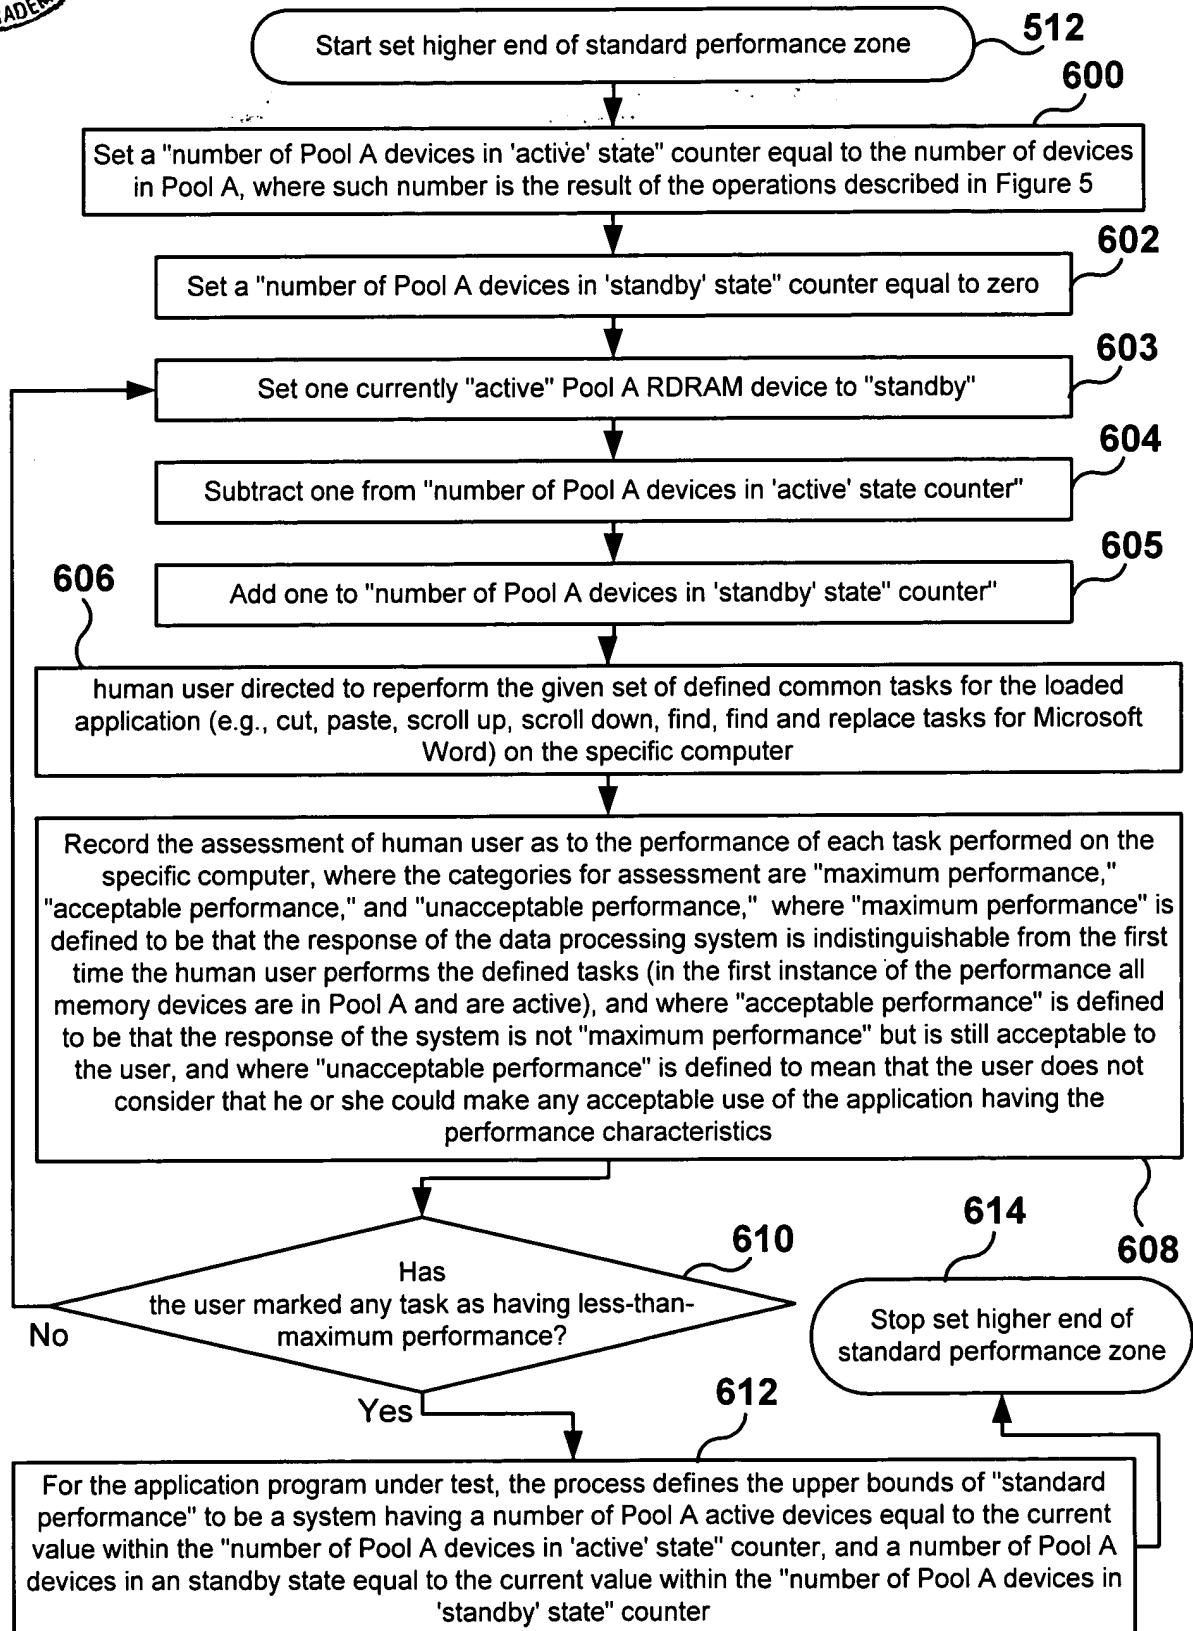 Start set higher end of standard performance zone
512
600
Set a "number of Pool A devices in 'active' state" counter equal to the number of devices
in Pool A, where such number is the result of the operations described in Figure 5
602
Set a "number of Pool A devices in 'standby' state" counter equal to zero
603
Set one currently "active" Pool A RDRAM device to "standby"
604
Subtract one from "number of Pool A devices in 'active' state counter"
605
Add one to "number of Pool A devices in 'standby' state" counter"
606
human user directed to reperform the given set of defined common tasks for the loaded
application (e.g., cut, paste, scroll up, scroll down, find, find and replace tasks for Microsoft
Word) on the specific computer
Record the assessment of human user as to the performance of each task performed on the
specific computer, where the categories for assessment are "maximum performance,"
"acceptable performance," and "unacceptable performance," where "maximum performance" is
defined to be that the response of the data processing system is indistinguishable from the first
time the human user performs the defined tasks (in the first instance of the performance all
memory devices are in Pool A and are active), and where "acceptable performance" is defined
to be that the response of the system is not "maximum performance" but is still acceptable to
the user, and where "unacceptable performance" is defined to mean that the user does not
consider that he or she could make any acceptable use of the application having the
performance characteristics
608
610
Has
the user marked any task as having less-than-
maximum performance?
No
Yes
614
Stop set higher end of
standard performance zone
612
For the application program under test, the process defines the upper bounds of "standard
performance" to be a system having a number of Pool A active devices equal to the current
value within the "number of Pool A devices in 'active' state" counter, and a number of Pool A
devices in an standby state equal to the current value within the "number of Pool A devices in
'standby' state" counter